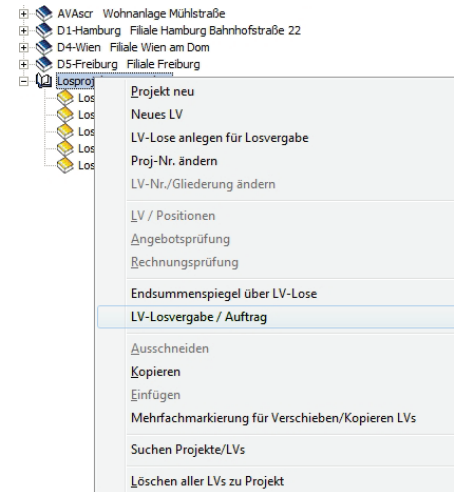 AVAscr Wohnanlage Mühlstraße
D1-Hamburg Filiale Hamburg Bahnhofstraße 22
D4-Wien Filiale Wien am Dom
D5-Freiburg Filiale Freiburg
Losproj
Los
Los
Los
Los
Los
Projekt neu
Neues LV
LV-Lose anlegen für Losvergabe
Proj-Nr. ändern
LV-Nr./Gliederung ändern
LV / Positionen
Angebotsprüfung
Rechnungsprüfung
Endsummenspiegel über LV-Lose
LV-Losvergabe / Auftrag
Ausschneiden
Kopieren
Einfügen
Mehrfachmarkierung für Verschieben/Kopieren LVs
Suchen Projekte/LVs
Löschen aller LVs zu Projekt